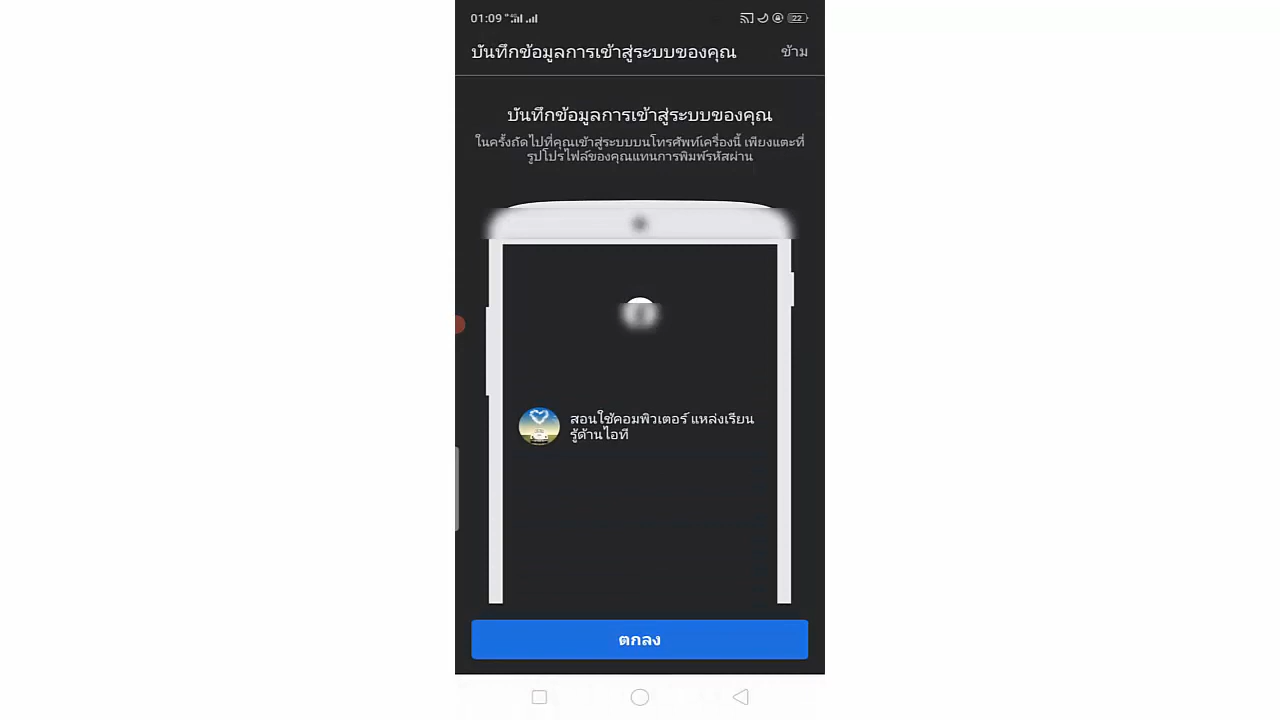 01:09
22
บันทึกข้อมูลการเข้าสู่ระบบของคุณ ข้าม
บันทึกข้อมูลการเข้าสู่ระบบของคุณ
ในครั้งถัดไปที่คุณเข้าสู่ระบบบนโทรศัพท์เครื่องนี้ เพียงแตะที่
รูปโปรไฟล์ของคุณแทนการพิมพ์รหัสผ่าน
สอนใช้คอมพิวเตอร์ แหล่งเรียน
รู้ด้านไอที
ตกลง